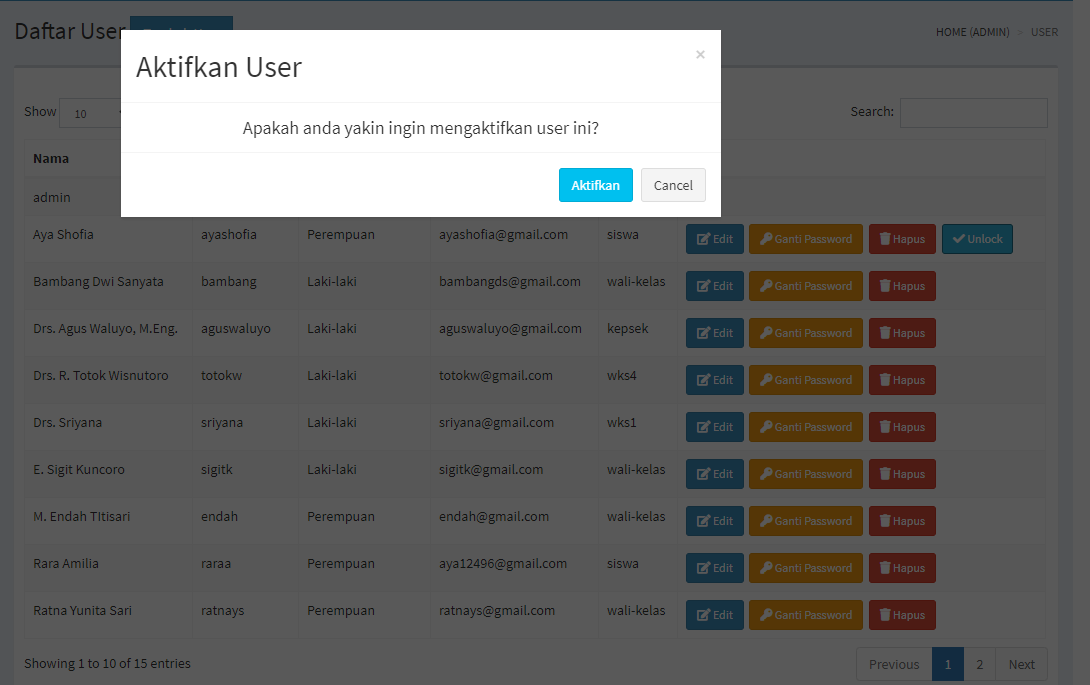 Daftar User
HOME (ADMIN) > USER
Aktifkan User ×
Apakah anda yakin ingin mengaktifkan user ini?
Aktifkan Cancel
Show 10
Search:
Nama
admin
Aya Shofia ayashofia Perempuan ayashofia@gmail.com siswa Edit Ganti Password Hapus Unlock
Bambang Dwi Sanyata bambang Laki-laki bambangds@gmail.com wali-kelas Edit Ganti Password Hapus
Drs. Agus Waluyo, M.Eng. aguswaluyo Laki-laki aguswaluyo@gmail.com kepsek Edit Ganti Password Hapus
Drs. R. Totok Wisnutoro totokw Laki-laki totokw@gmail.com wks4 Edit Ganti Password Hapus
Drs. Sriyana sriyana Laki-laki sriyana@gmail.com wks1 Edit Ganti Password Hapus
E. Sigit Kuncoro sigitk Laki-laki sigitk@gmail.com wali-kelas Edit Ganti Password Hapus
M. Endah TItisari endah Perempuan endah@gmail.com wali-kelas Edit Ganti Password Hapus
Rara Amilia raraa Perempuan aya12496@gmail.com siswa Edit Ganti Password Hapus
Ratna Yunita Sari ratnays Perempuan ratnays@gmail.com wali-kelas Edit Ganti Password Hapus
Showing 1 to 10 of 15 entries
Previous 1 2 Next